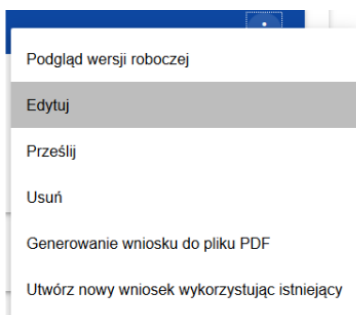 Podgląd wersji roboczej
Edytuj
Prześlij
Usuń
Generowanie wniosku do pliku PDF
Utwórz nowy wniosek wykorzystując istniejący